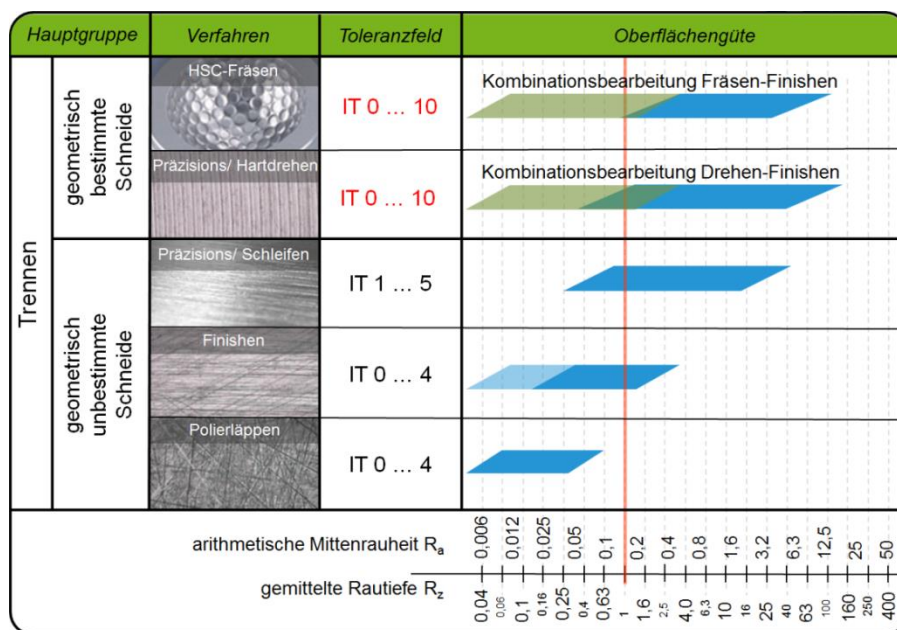 Hauptgruppe Verfahren Toleranzfeld Oberflächengüte
Trennen
geometrisch
bestimmte
Schneide
HSC-Fräsen
IT 0 ... 10
Kombinationsbearbeitung Fräsen-Finishen
Präzisions/ Hartdrehen
IT 0 ... 10
Kombinationsbearbeitung Drehen-Finishen
geometrisch
unbestimmte
Schneide
Präzisions/ Schleifen
IT 1 ... 5
Finishen
IT 0 ... 4
Polierläppen
IT 0 ... 4
arithmetische Mittenrauheit Ra
0,006 0,012 0,025 0,05 0,1 0,2 0,4 0,8 1,6 3,2 6,3 12,5 25 50
gemittelte Rautiefe Rz
0,04 0,06 0,1 0,16 0,25 0,4 0,63 1 1,6 2,5 4,0 6,3 10 16 25 40 63 100 160 250 400